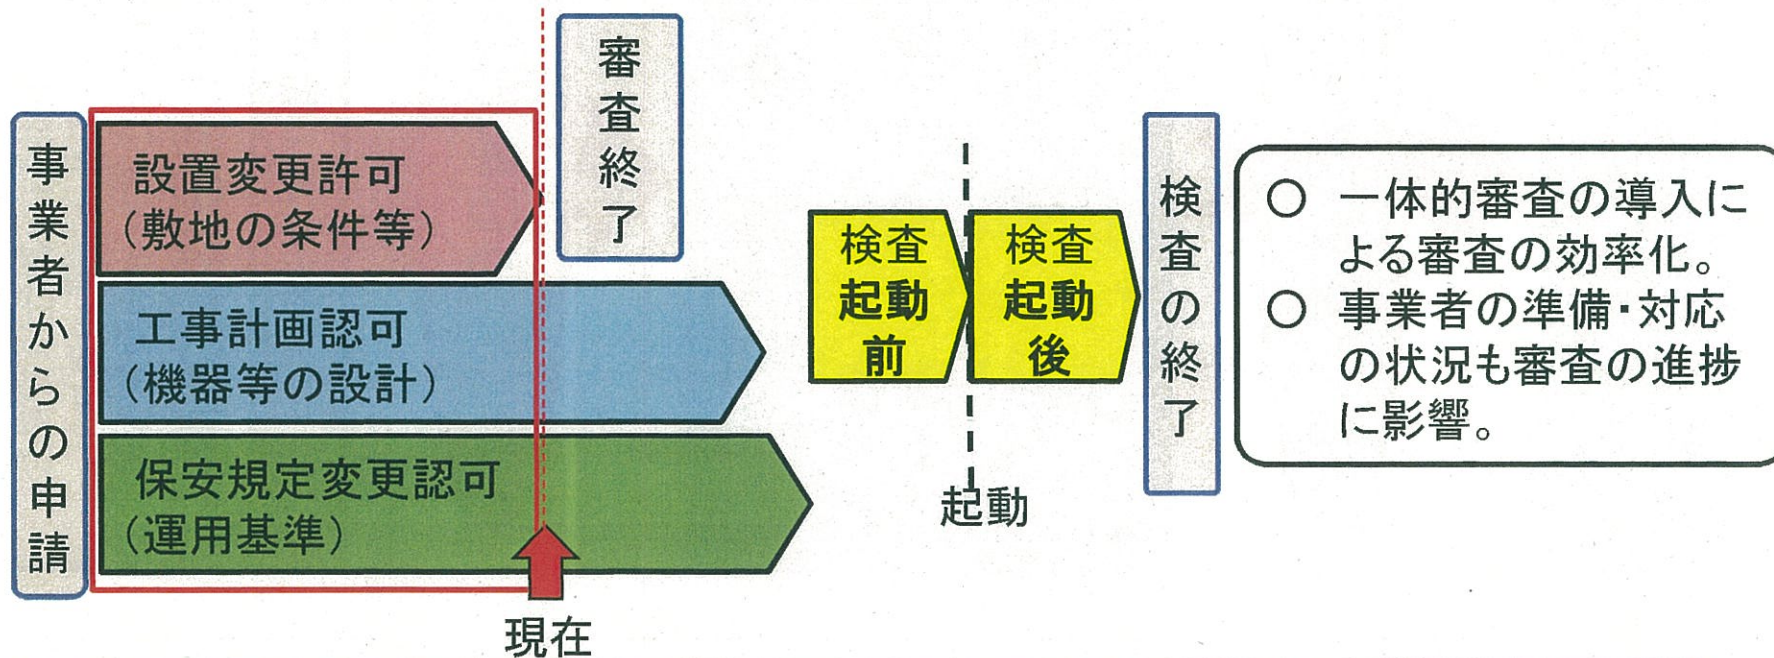 事業者からの申請
設置変更許可
(敷地の条件等)
工事計画認可
(機器等の設計)
保安規定変更認可
(運用基準)
現在
審査終了
検査
起動
前
検査
起動
後
起動
検査の終了
○ 一体的審査の導入に
よる審査の効率化。
○ 事業者の準備・対応
の状況も審査の進捗
に影響。